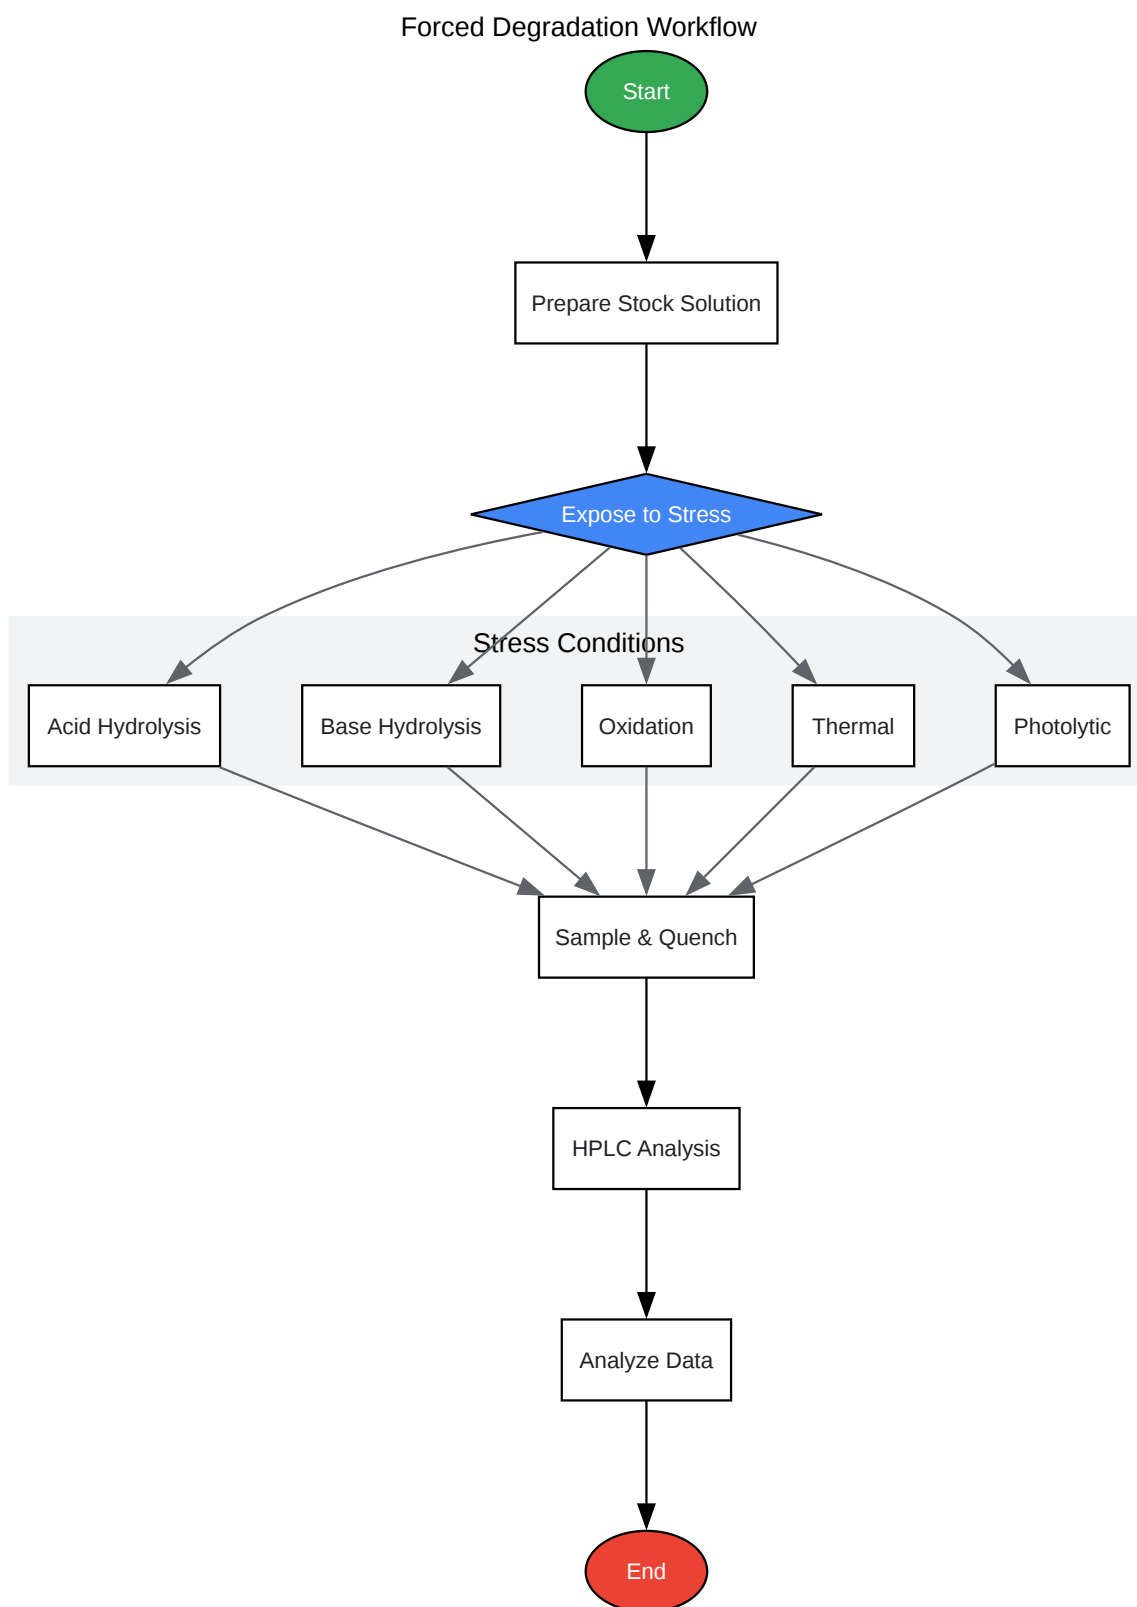 Forced Degradation Workflow
Start
Prepare Stock Solution
Expose to Stress
Stress Conditions
Acid Hydrolysis
Base Hydrolysis
Oxidation
Thermal
Photolytic
Sample & Quench
HPLC Analysis
Analyze Data
End